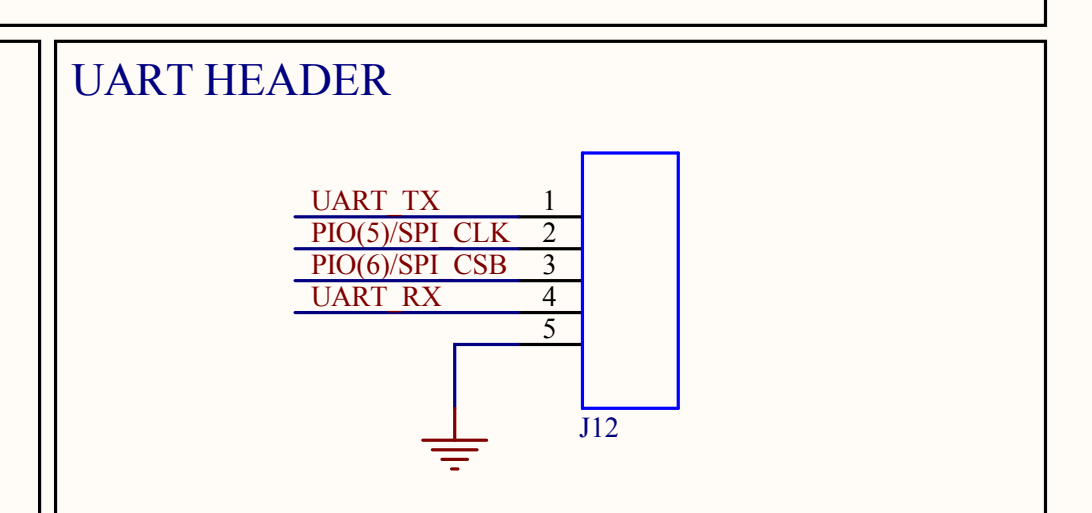 UART HEADER
UART_TX 1
PIO(5)/SPI_CLK 2
PIO(6)/SPI_CSB 3
UART_RX 4
5
J12